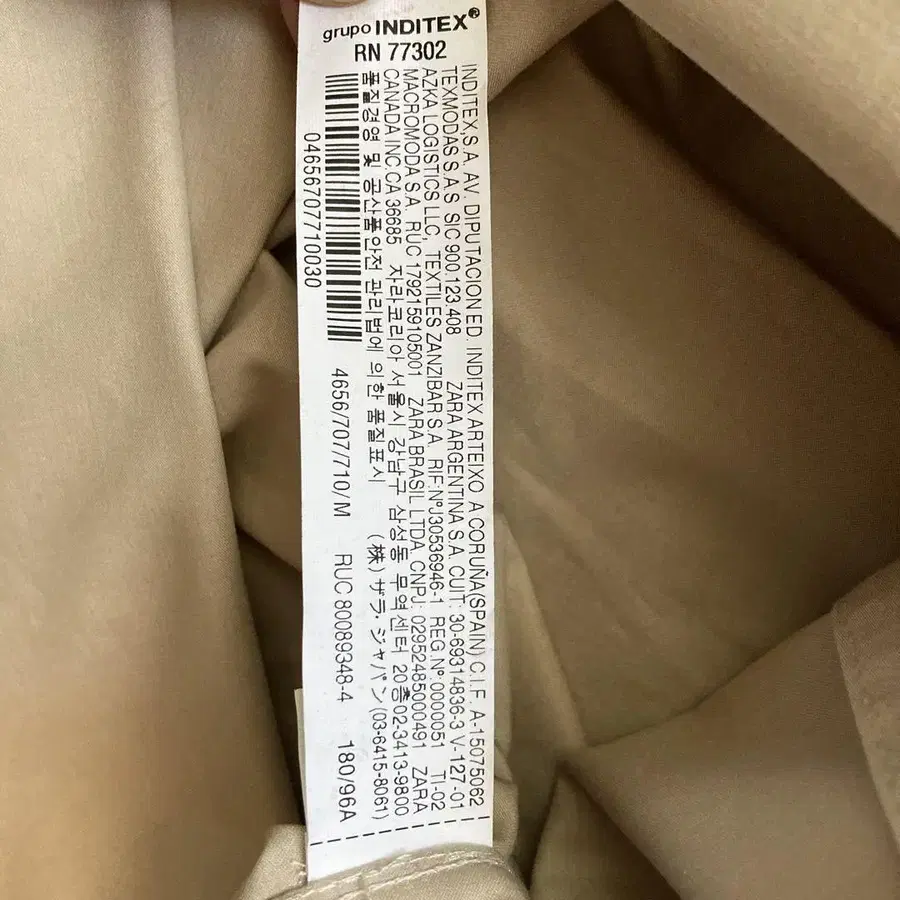 grupo INDITEX®
RN 77302
INDITEX,S.A. AV. DIPUTACION ED. INDITEX ARTEIXO A CORUÑA(SPAIN) C.I.F. A-15075062
TEXMODAS S.A.S SIC 900.123.408 ZARA ARGENTINA S.A. CUIT: 30-69314836-3 V-127-01
AZKA LOGISTICS LLC, TEXTILES ZANZIBAR S.A. RIF:NºJ30536946-1 REG.Nº0000051 TI-02
MACROMODA S.A. RUC 1792159105001 ZARA BRASIL LTDA, CNPJ: 02952485000491 ZARA
CANADA INC.CA 36685 자라코리아 서울시 강남구 삼성동 무역센터 20층02-3413-9800
품질경영 및 공산품안전 관리법에 의한 품질표시 (株)ザラ・ジャパン(03-6415-8061)
04656707710030
4656/707/710/M RUC 80089348-4 180/96A